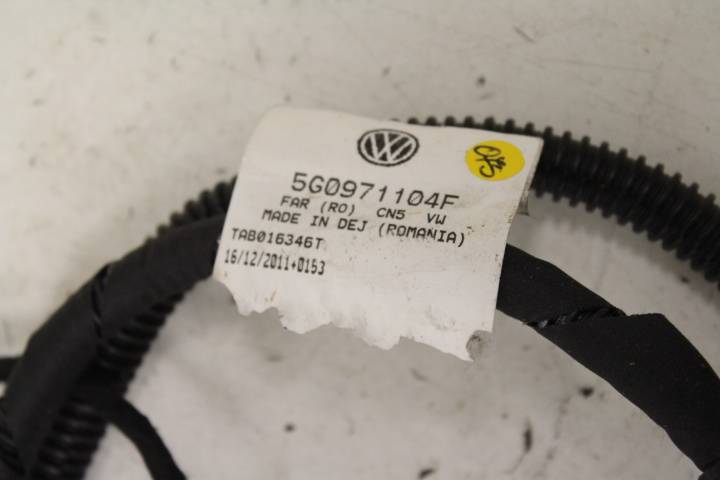 5G0971104F
FAR (RO) CN5 VW
MADE IN DEJ (ROMANIA)
TAB016346T
16/12/2011+0153